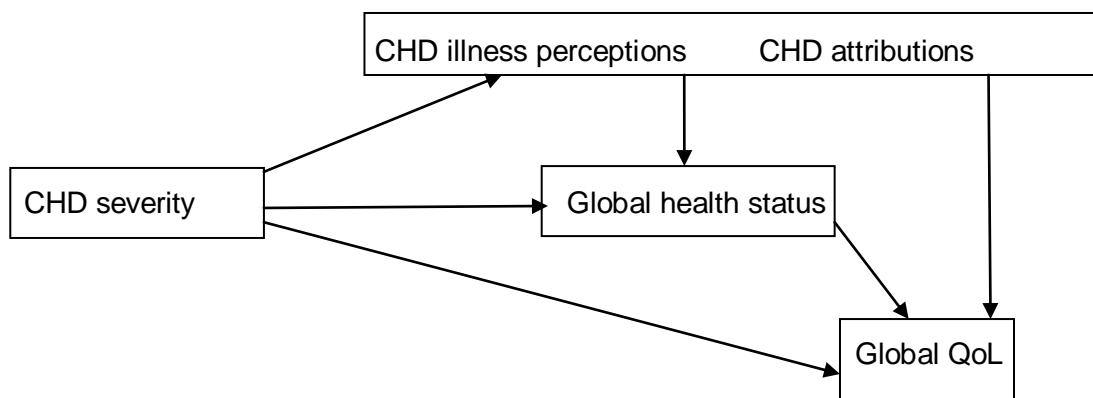 CHD illness perceptions CHD attributions
CHD severity
Global health status
Global QoL